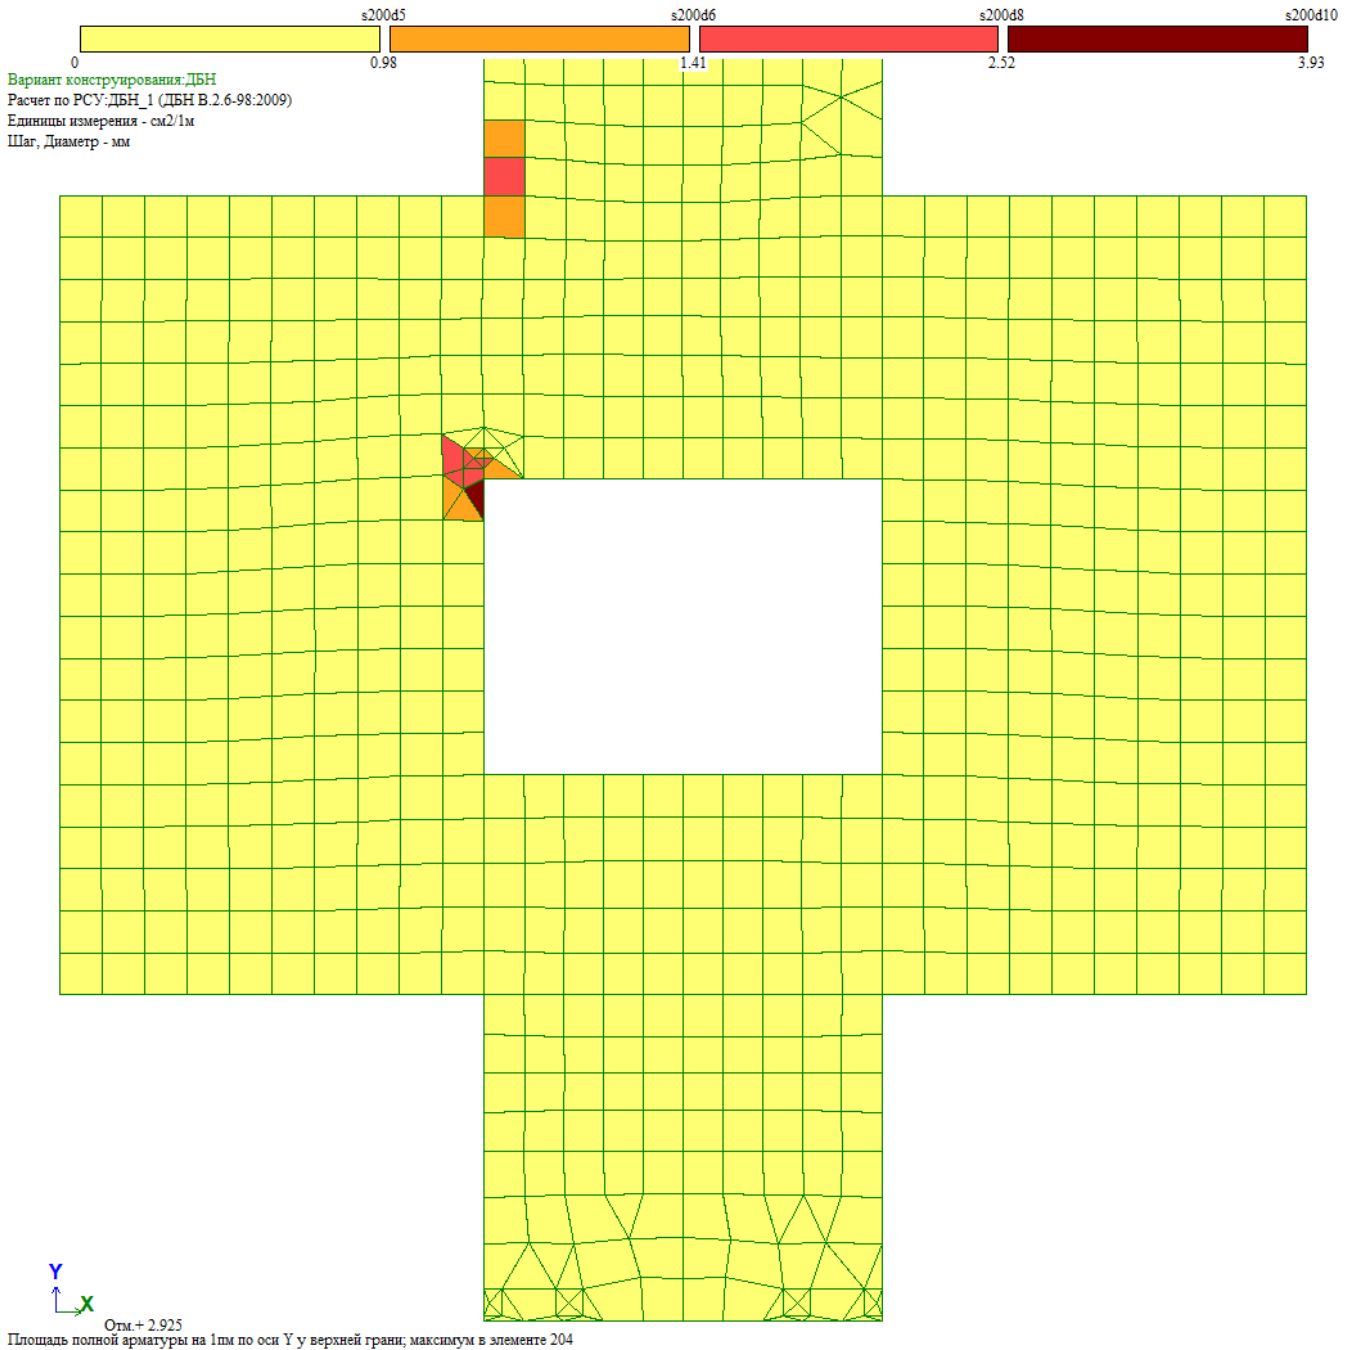 s200d5 s200d6 s200d8 s200d10
0 0.98 1.41 2.52 3.93
Вариант конструирования:ДБН
Расчет по РСУ:ДБН_1 (ДБН В.2.6-98:2009)
Единицы измерения - см2/1м
Шаг, Диаметр - мм
Y
X
Отм.+ 2.925
Площадь полной арматуры на 1пм по оси Y у верхней грани; максимум в элементе 204